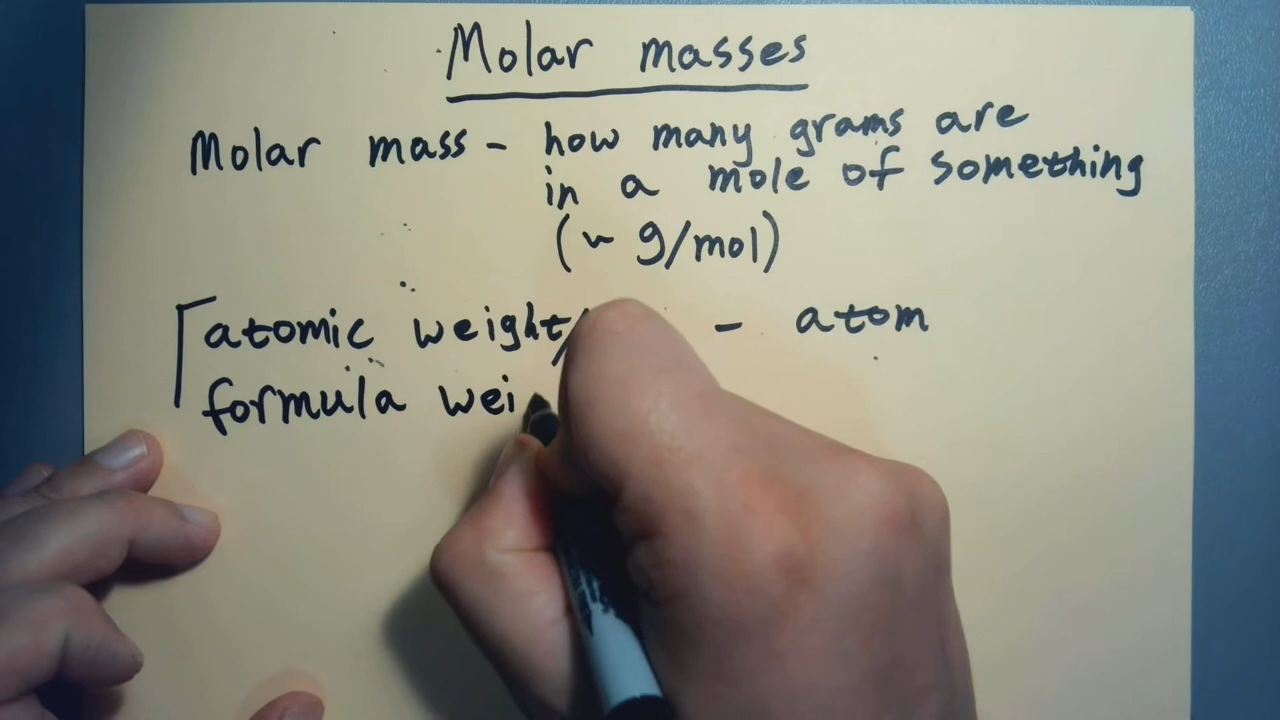 Molar masses
Molar mass - how many grams are
in a mole of something
(~ g/mol)
atomic weight/ - atom
formula wei